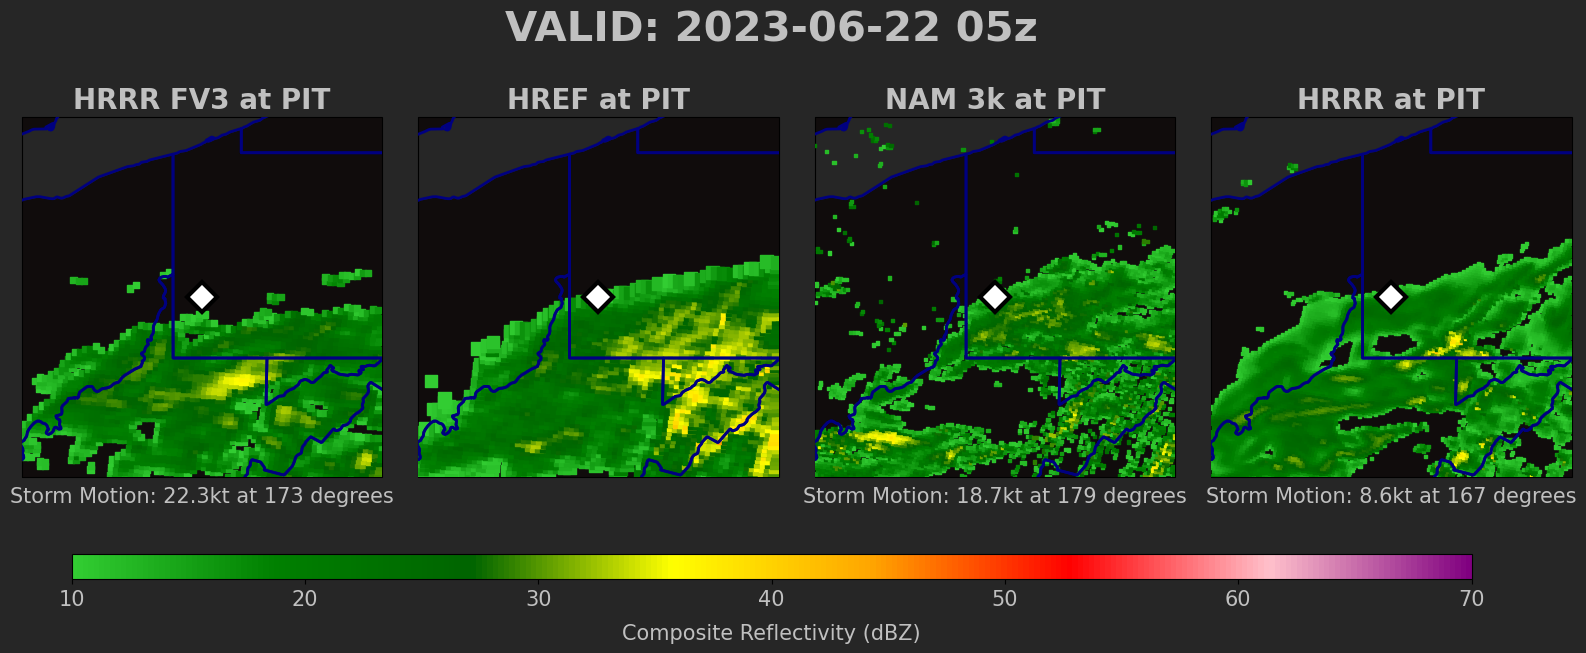 VALID: 2023-06-22 05z
HRRR FV3 at PIT
HREF at PIT
NAM 3k at PIT
HRRR at PIT
Storm Motion: 22.3kt at 173 degrees
Storm Motion: 18.7kt at 179 degrees
Storm Motion: 8.6kt at 167 degrees
10 20 30 40 50 60 70
Composite Reflectivity (dBZ)